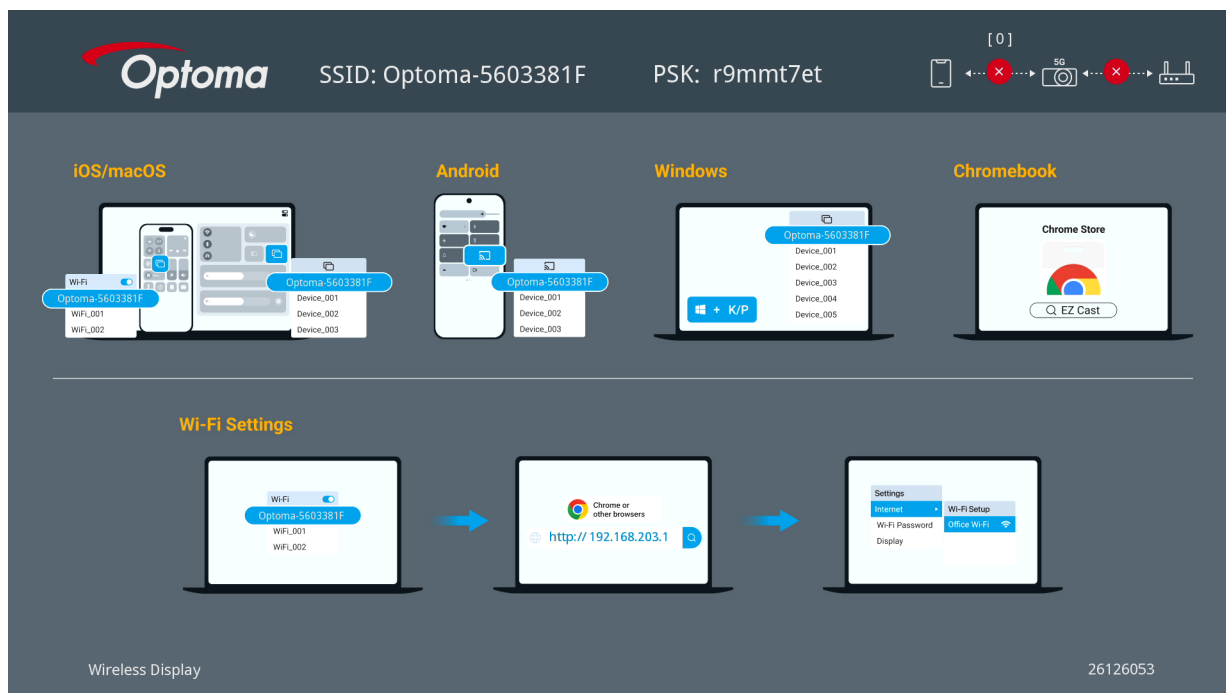 Optoma
SSID: Optoma-5603381F
PSK: r9mmt7et
[ 0 ]
5G
iOS/macOS
Android
Windows
Chromebook
Wi-Fi
Optoma-5603381F
WiFi_001
WiFi_002
Optoma-5603381F
Device_001
Device_002
Device_003
Optoma-5603381F
Device_001
Device_002
Device_003
Optoma-5603381F
Device_001
Device_002
Device_003
Device_004
Device_005
+ K/P
Chrome Store
EZ Cast
Wi-Fi Settings
Wi-Fi
Optoma-5603381F
WiFi_001
WiFi_002
Chrome or
other browsers
http:// 192.168.203.1
Settings
Internet
Wi-Fi Password
Display
Wi-Fi Setup
Office Wi-Fi
Wireless Display
26126053